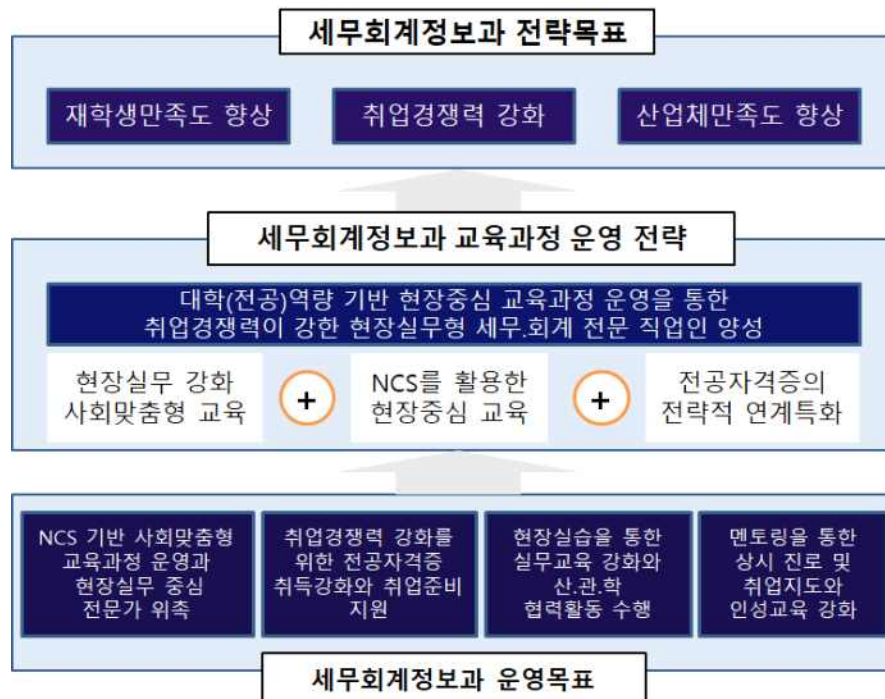 세무회계정보과 전략목표
재학생만족도 향상
취업경쟁력 강화
산업체만족도 향상
세무회계정보과 교육과정 운영 전략
대학(전공)역량 기반 현장중심 교육과정 운영을 통한
취업경쟁력이 강한 현장실무형 세무.회계 전문 직업인 양성
현장실무 강화
사회맞춤형 교육
+
NCS를 활용한
현장중심 교육
+
전공자격증의
전략적 연계특화
NCS 기반 사회맞춤형
교육과정 운영과
현장실무 중심
전문가 위촉
취업경쟁력 강화를
위한 전공자격증
취득강화와 취업준비
지원
현장실습을 통한
실무교육 강화와
산.관.학
협력활동 수행
멘토링을 통한
상시 진로 및
취업지도와
인성교육 강화
세무회계정보과 운영목표